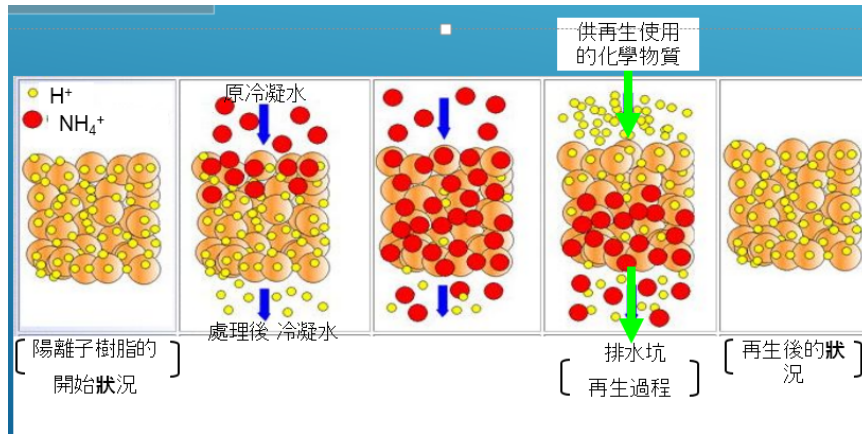 供再生使用
的化學物質
H⁺
NH₄⁺
原冷凝水
處理後 冷凝水
陽離子樹脂的
開始狀況
排水坑
再生過程
再生後的狀
況